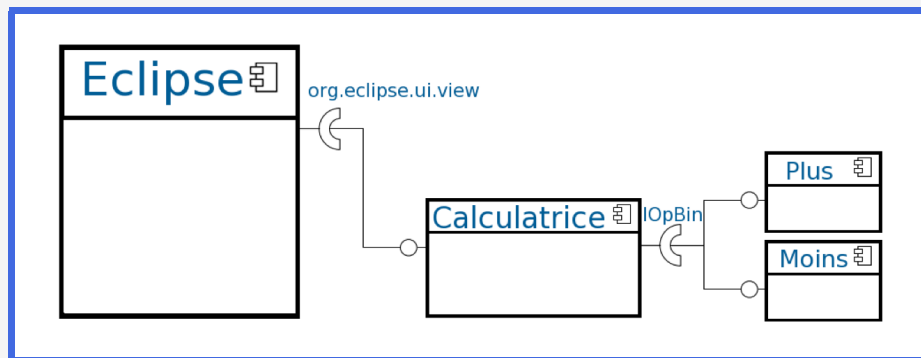 Eclipse
org.eclipse.ui.view
Calculatrice
IOpBin
Plus
Moins